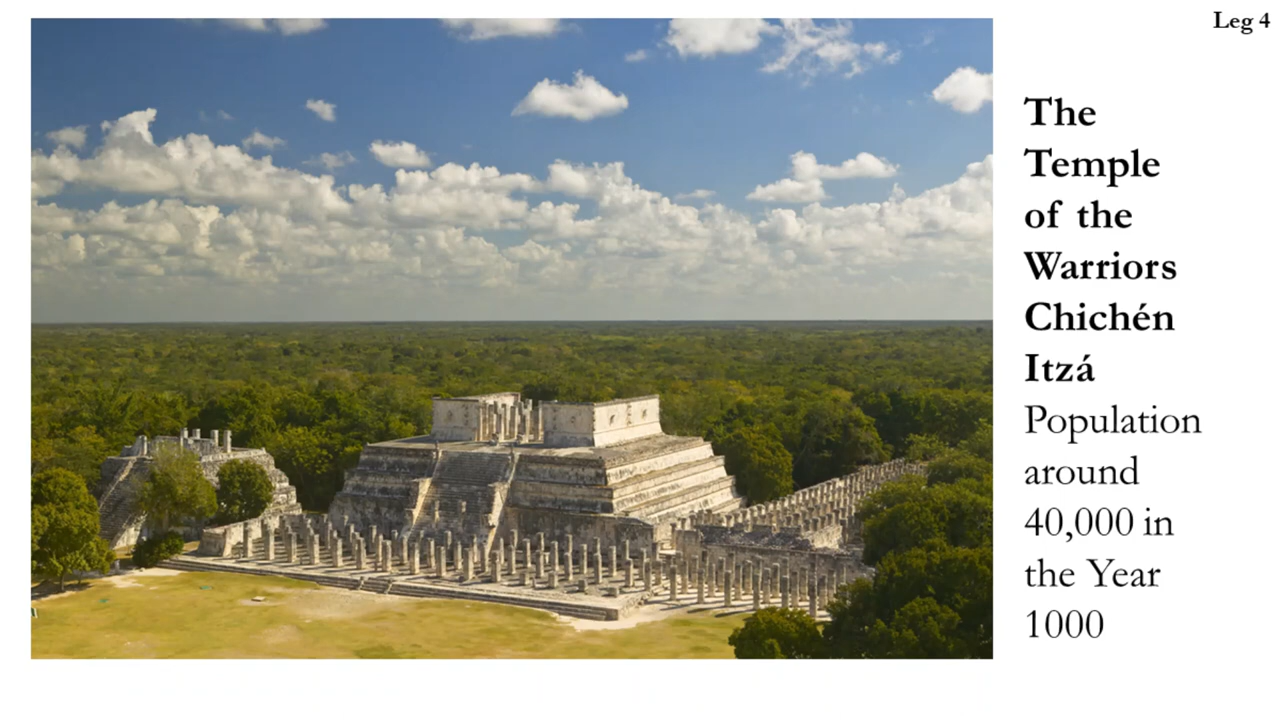 Leg 4
The
Temple
of the
Warriors
Chichén
Itzá
Population
around
40,000 in
the Year
1000